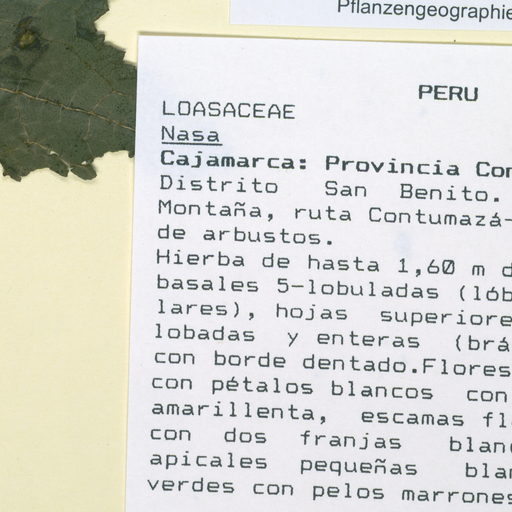 Pflanzengeographie
PERU
LOASACEAE
Nasa
Cajamarca: Provincia Con
Distrito San Benito.
Montaña, ruta Contumazá-
de arbustos.
Hierba de hasta 1,60 m d
basales 5-lobuladas (lób
lares), hojas superiore
lobadas y enteras (brá
con borde dentado.Flores
con pétalos blancos con
amarillenta, escamas fl
con dos franjas blanc
apicales pequeñas blan
verdes con pelos marrones